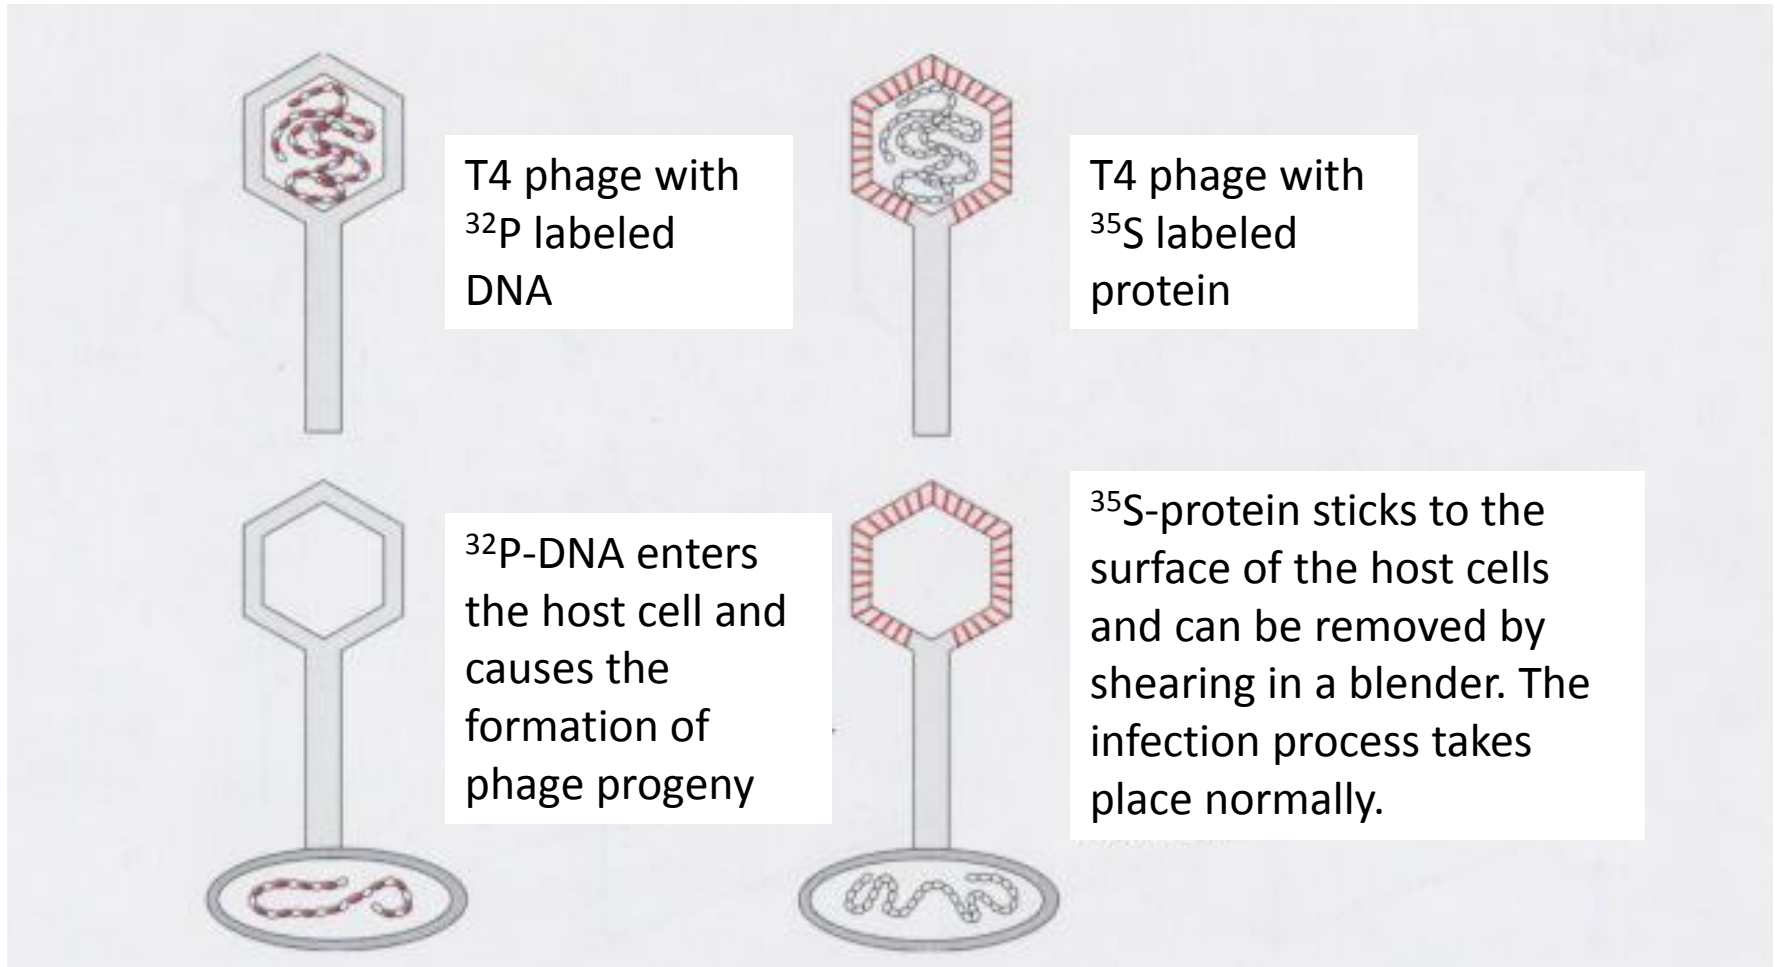 T4 phage with
³²P labeled
DNA
T4 phage with
³⁵S labeled
protein
³²P-DNA enters
the host cell and
causes the
formation of
phage progeny
³⁵S-protein sticks to the
surface of the host cells
and can be removed by
shearing in a blender. The
infection process takes
place normally.